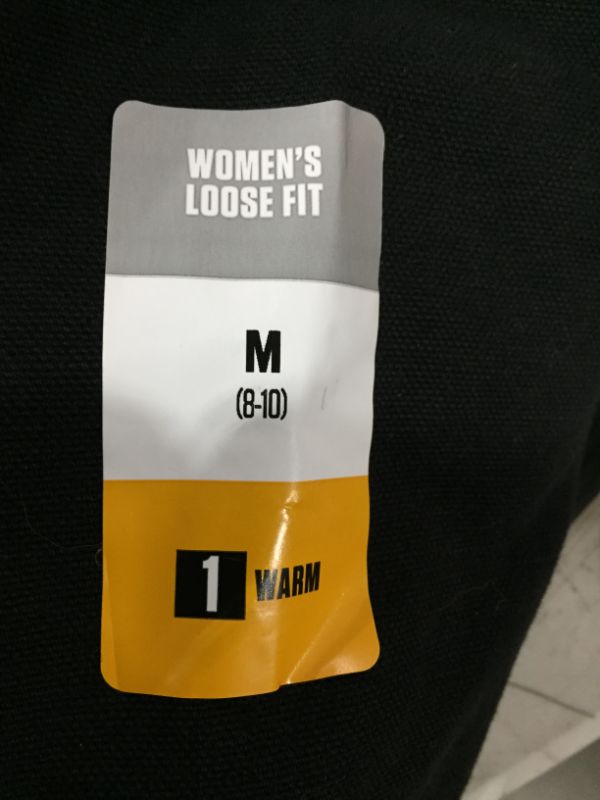 WOMEN'S
LOOSE FIT
M
(8-10)
1 WARM